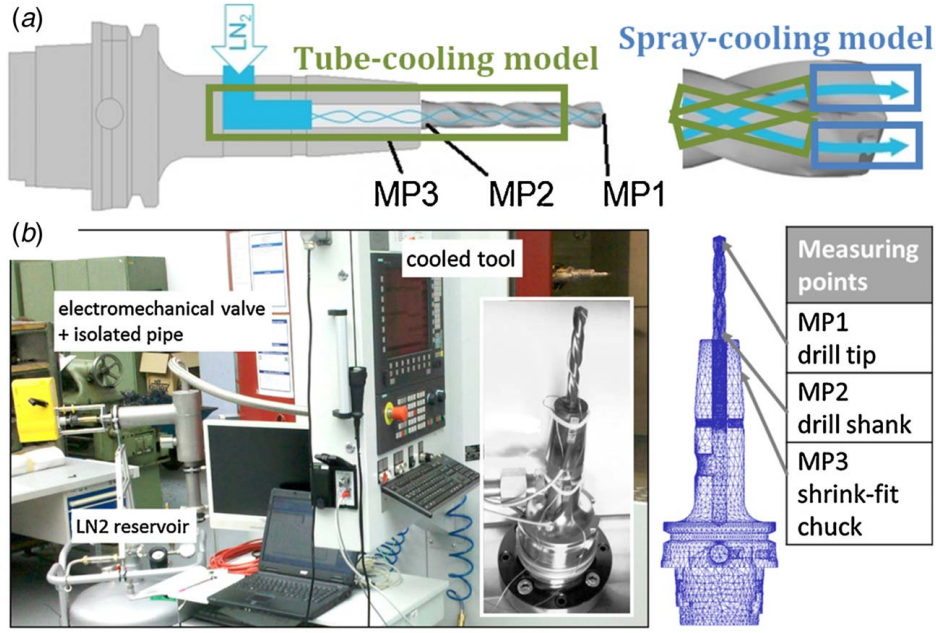 (a)
LN2
Tube-cooling model
Spray-cooling model
MP3
MP2
MP1
(b)
cooled tool
electromechanical valve
+ isolated pipe
LN2 reservoir
Measuring
points
MP1
drill tip
MP2
drill shank
MP3
shrink-fit
chuck